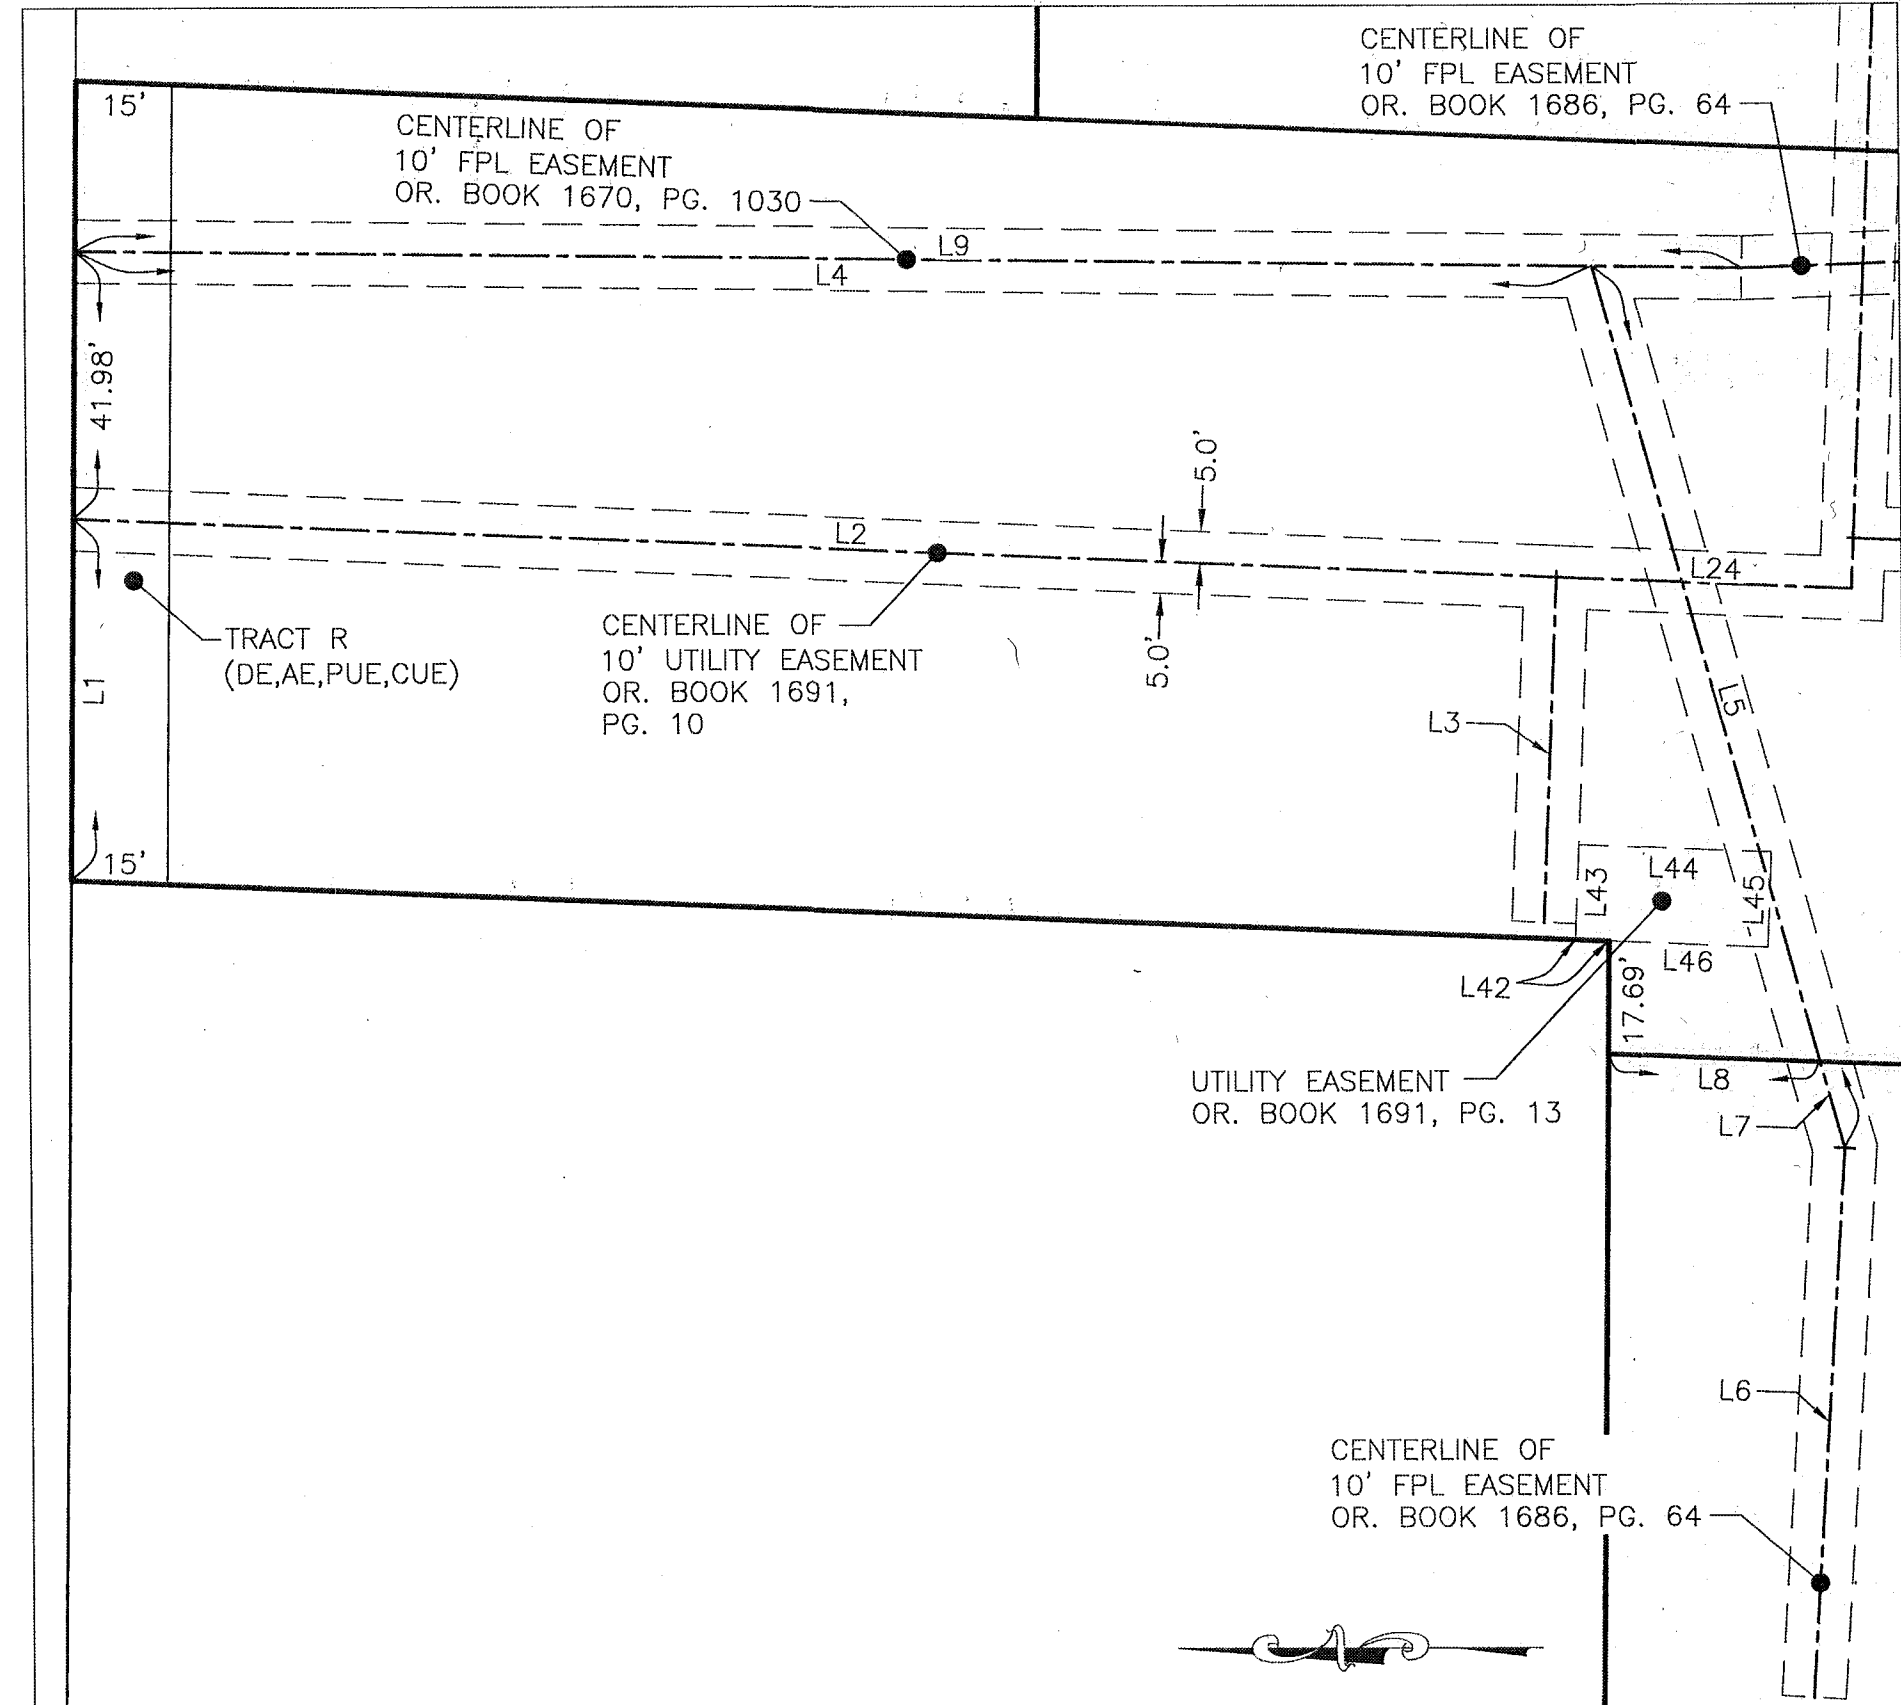 CENTERLINE OF
10' FPL EASEMENT
OR. BOOK 1686, PG. 64
15'
CENTERLINE OF
10' FPL EASEMENT
OR. BOOK 1670, PG. 1030
L9
L4
41.98'
5.0'
L2
L24
TRACT R
(DE,AE,PUE,CUE)
CENTERLINE OF
10' UTILITY EASEMENT
OR. BOOK 1691,
PG. 10
5.0'
L1
L5
L3
15'
L43
L44
L45
L46
L42
17.69'
UTILITY EASEMENT
OR. BOOK 1691, PG. 13
L8
L7
L6
CENTERLINE OF
10' FPL EASEMENT
OR. BOOK 1686, PG. 64
N